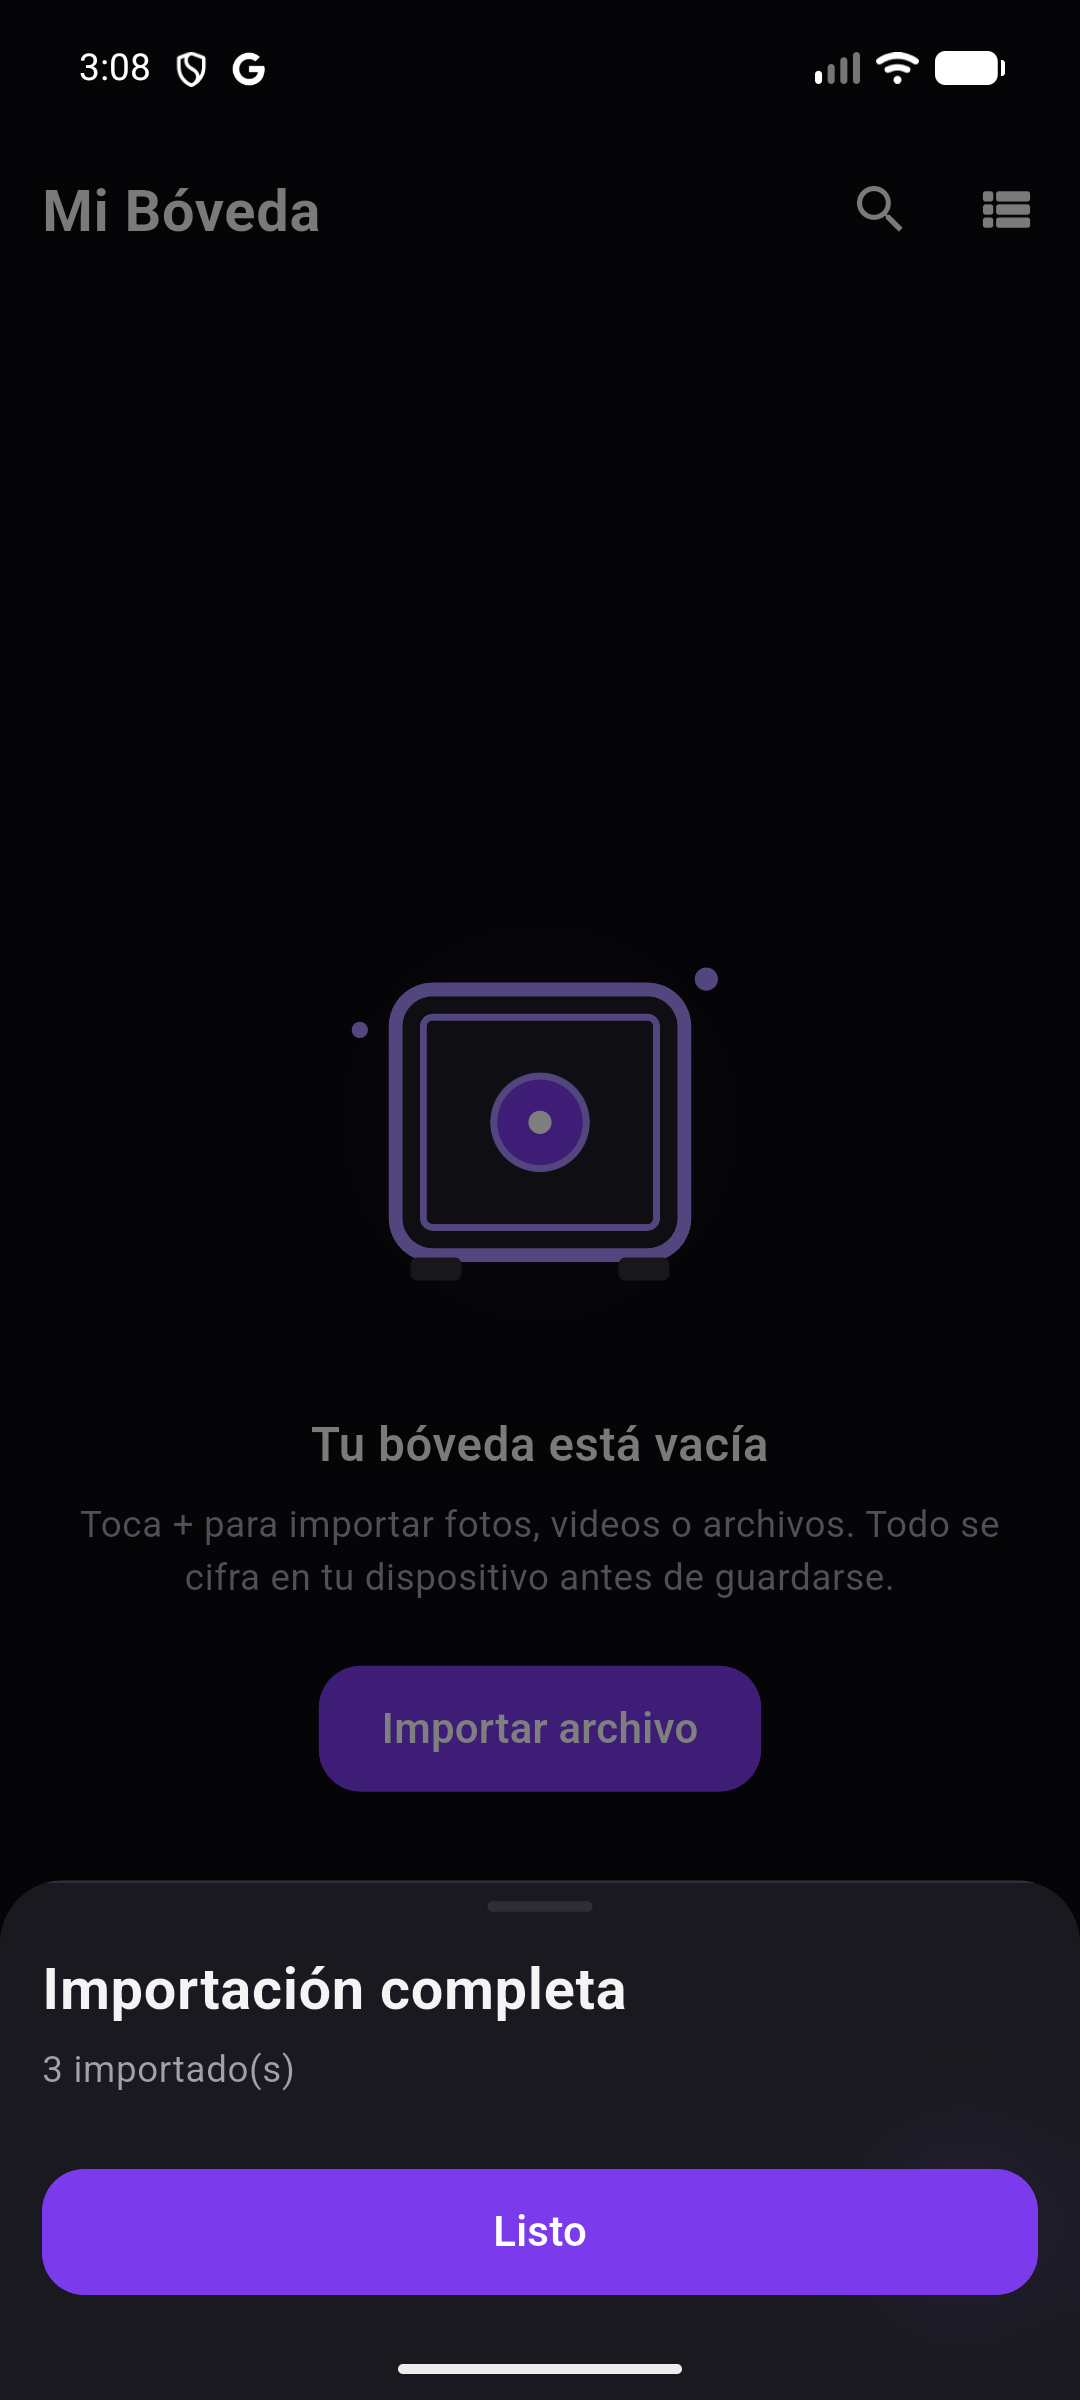 3:08
Mi Bóveda
Tu bóveda está vacía
Toca + para importar fotos, videos o archivos. Todo se
cifra en tu dispositivo antes de guardarse.
Importar archivo
Importación completa
3 importado(s)
Listo